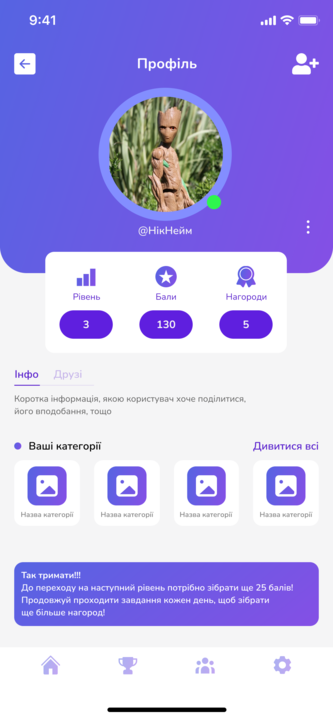 9:41
Профіль
@НікНейм
Рівень
Бали
Нагороди
3
130
5
Інфо
Друзі
Коротка інформація, якою користувач хоче поділитися,
його вподобання, тощо
Ваші категорії
Дивитися всі
Назва категорії
Назва категорії
Назва категорії
Назва категорії
Так тримати!!!
До переходу на наступний рівень потрібно зібрати ще 25 балів!
Продовжуй проходити завдання кожен день, щоб зібрати
ще більше нагород!